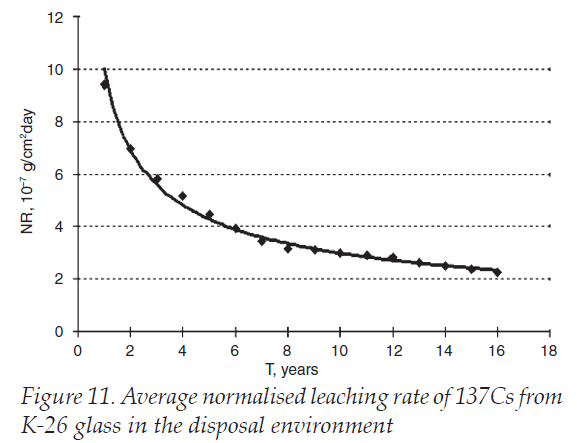 12
10
8
6
4
2
0
NR, 10⁻⁷ g/cm²day
0 2 4 6 8 10 12 14 16 18
T, years
Figure 11. Average normalised leaching rate of 137Cs from
K-26 glass in the disposal environment